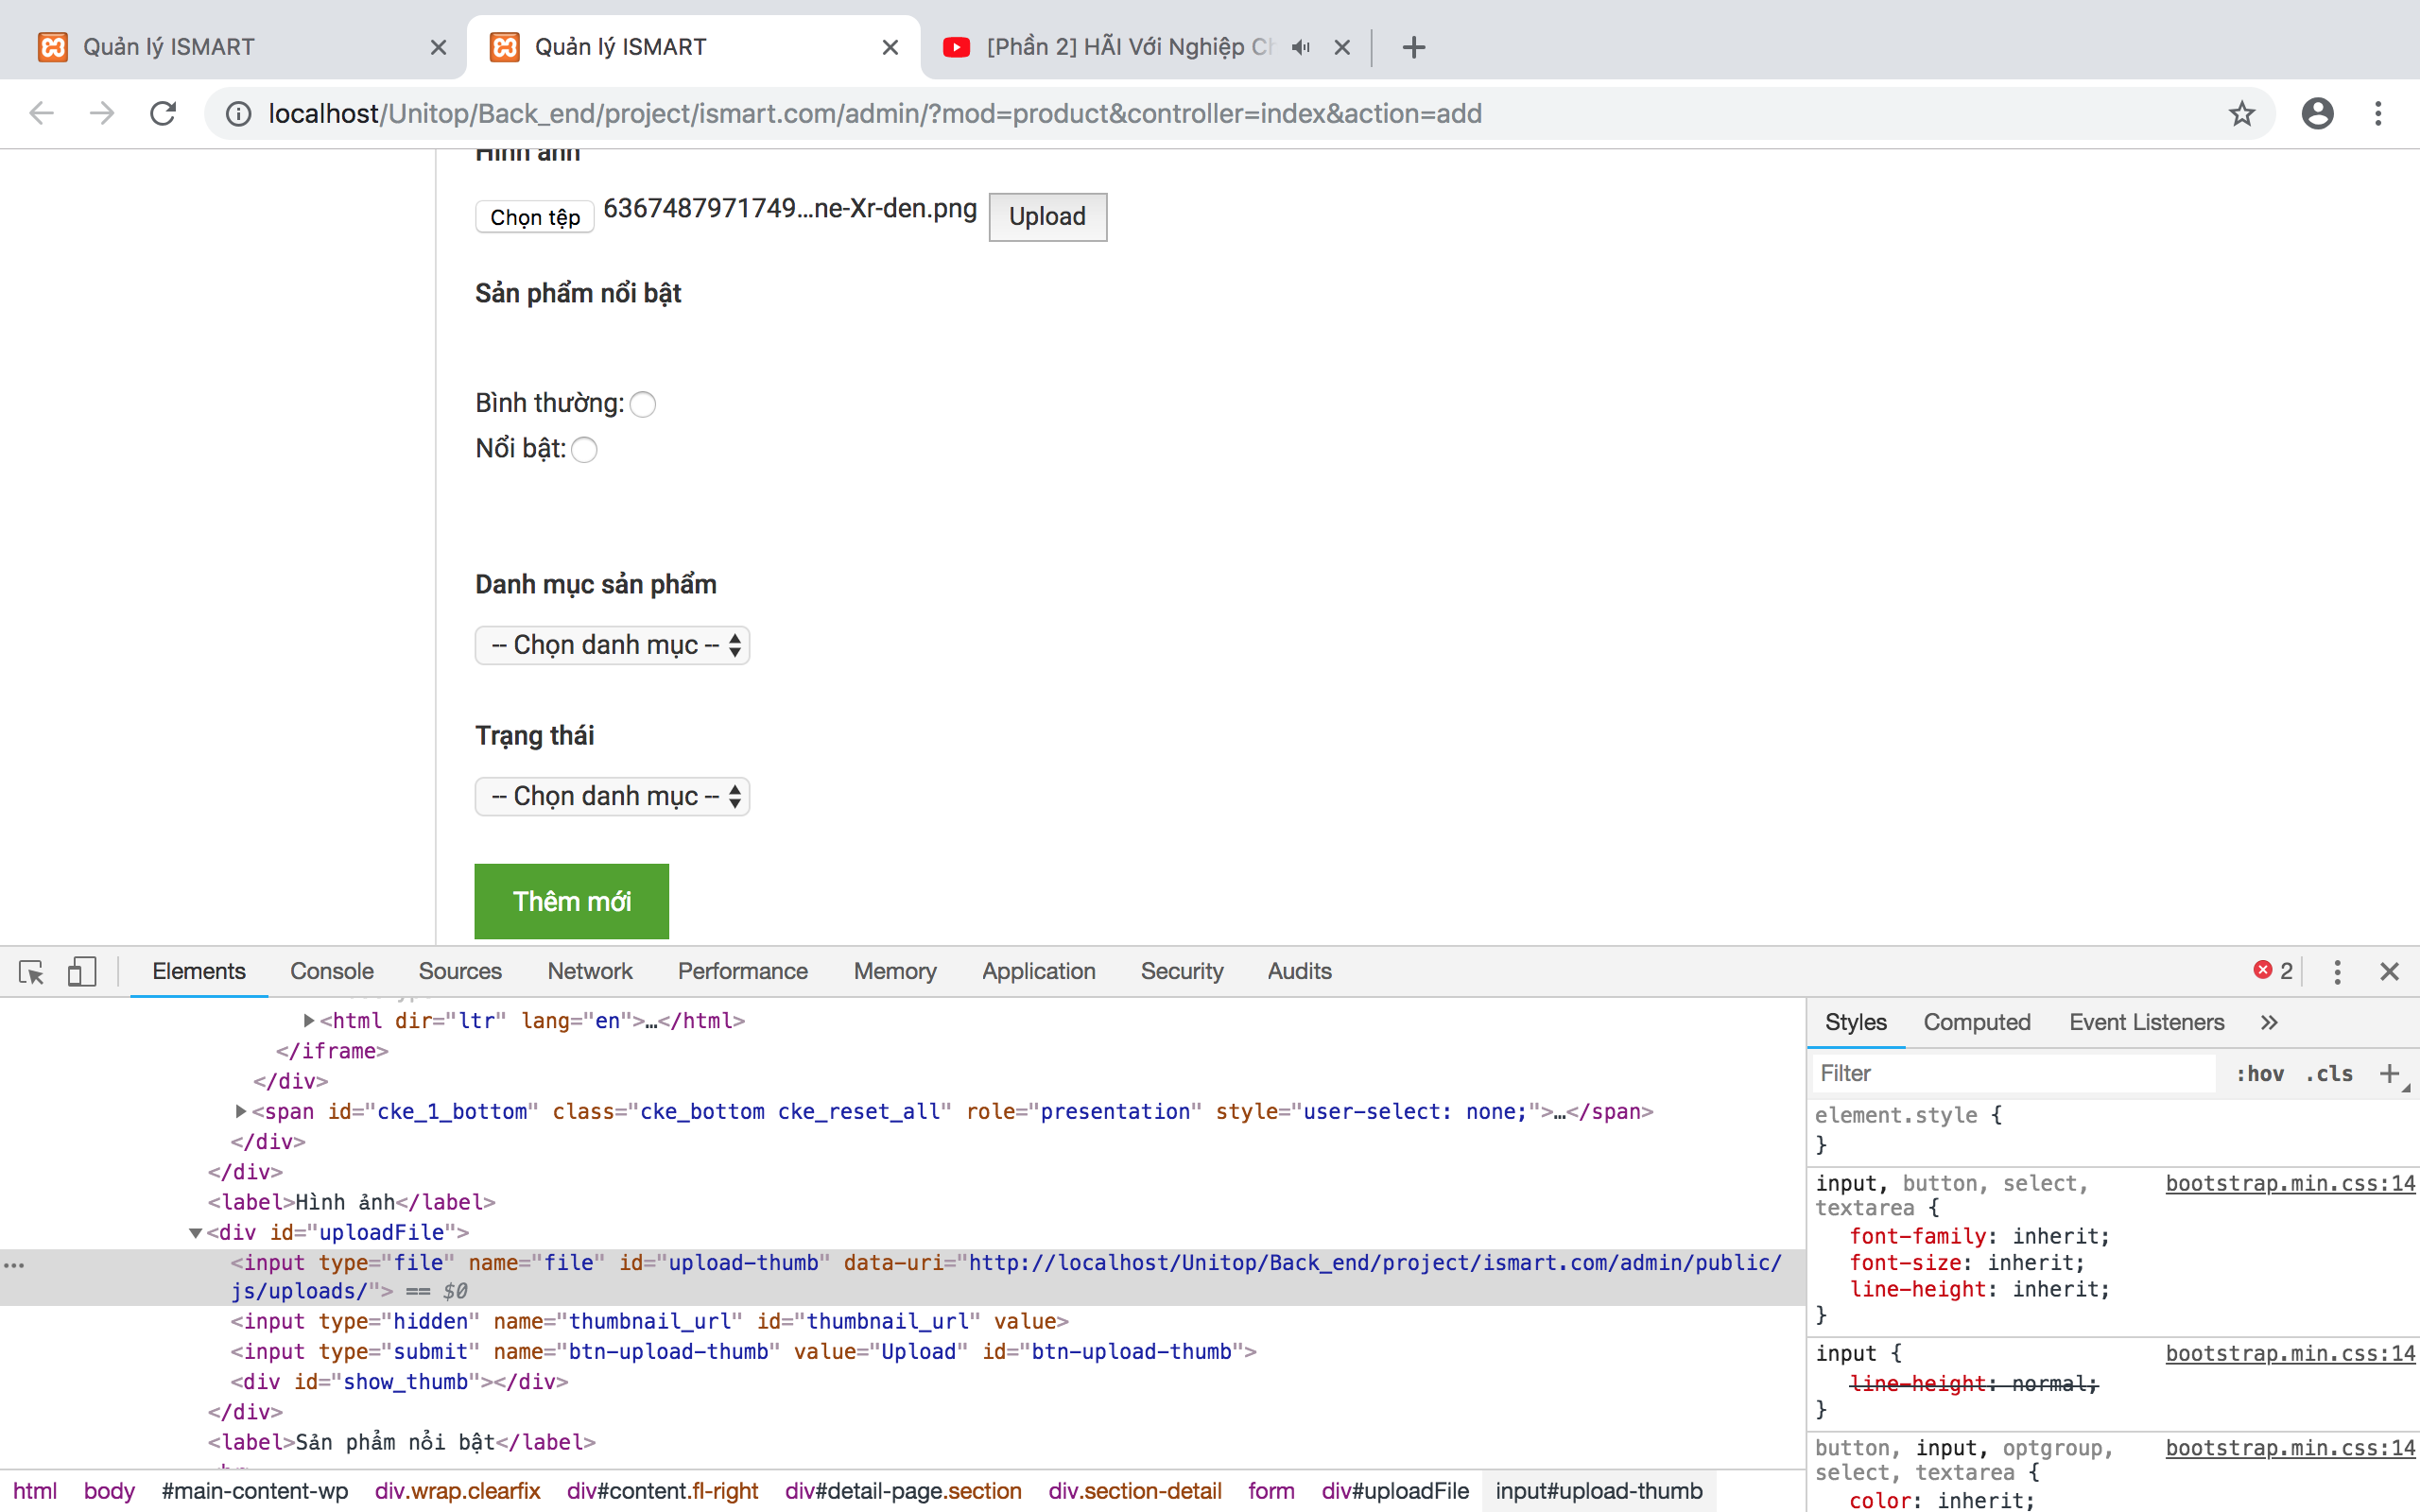 Quản lý ISMART
Quản lý ISMART
[Phần 2] HÃI Với Nghiệp Ch
localhost/Unitop/Back_end/project/ismart.com/admin/?mod=product&controller=index&action=add
Hình ảnh
Chọn tệp 6367487971749...ne-Xr-den.png Upload
Sản phẩm nổi bật
Bình thường:
Nổi bật:
Danh mục sản phẩm
-- Chọn danh mục --
Trạng thái
-- Chọn danh mục --
Thêm mới
Elements Console Sources Network Performance Memory Application Security Audits 2
<html dir="ltr" lang="en">…</html>
</iframe>
</div>
<span id="cke_1_bottom" class="cke_bottom cke_reset_all" role="presentation" style="user-select: none;">…</span>
</div>
</div>
<label>Hình ảnh</label>
<div id="uploadFile">
<input type="file" name="file" id="upload-thumb" data-uri="http://localhost/Unitop/Back_end/project/ismart.com/admin/public/
js/uploads/"> == $0
<input type="hidden" name="thumbnail_url" id="thumbnail_url" value>
<input type="submit" name="btn-upload-thumb" value="Upload" id="btn-upload-thumb">
<div id="show_thumb"></div>
</div>
<label>Sản phẩm nổi bật</label>
html body #main-content-wp div.wrap.clearfix div#content.fl-right div#detail-page.section div.section-detail form div#uploadFile input#upload-thumb
Styles Computed Event Listeners »
Filter :hov .cls +
element.style {
}
input, button, select, bootstrap.min.css:14
textarea {
font-family: inherit;
font-size: inherit;
line-height: inherit;
}
input { bootstrap.min.css:14
line-height: normal;
}
button, input, optgroup, bootstrap.min.css:14
select, textarea {
color: inherit;